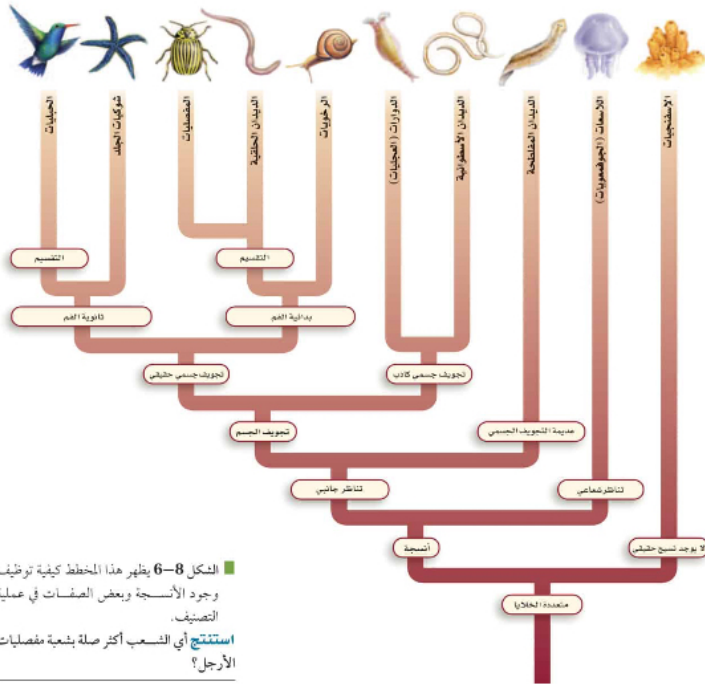 الحبليات
شوكيات الجلد
المفصليات
الديدان الحلقية
الرخويات
الدوارات (العجليات)
الديدان الأسطوانية
الديدان المفلطحة
اللاسعات (الجوفمعويات)
الإسفنجيات
التقسيم
التقسيم
ثانوية الفم
بدائية الفم
تجويف جسمي حقيقي
تجويف جسمي كاذب
تجويف الجسم
عديمة التجويف الجسمي
تناظر جانبي
تناظر شعاعي
أنسجة
لا يوجد نسيج حقيقي
متعددة الخلايا
الشكل 8–6 يظهر هذا المخطط كيفية توظيف
وجود الأنسجة وبعض الصفات في عملية
التصنيف.
استنتج أي الشعب أكثر صلة بشعبة مفصليات
الأرجل؟